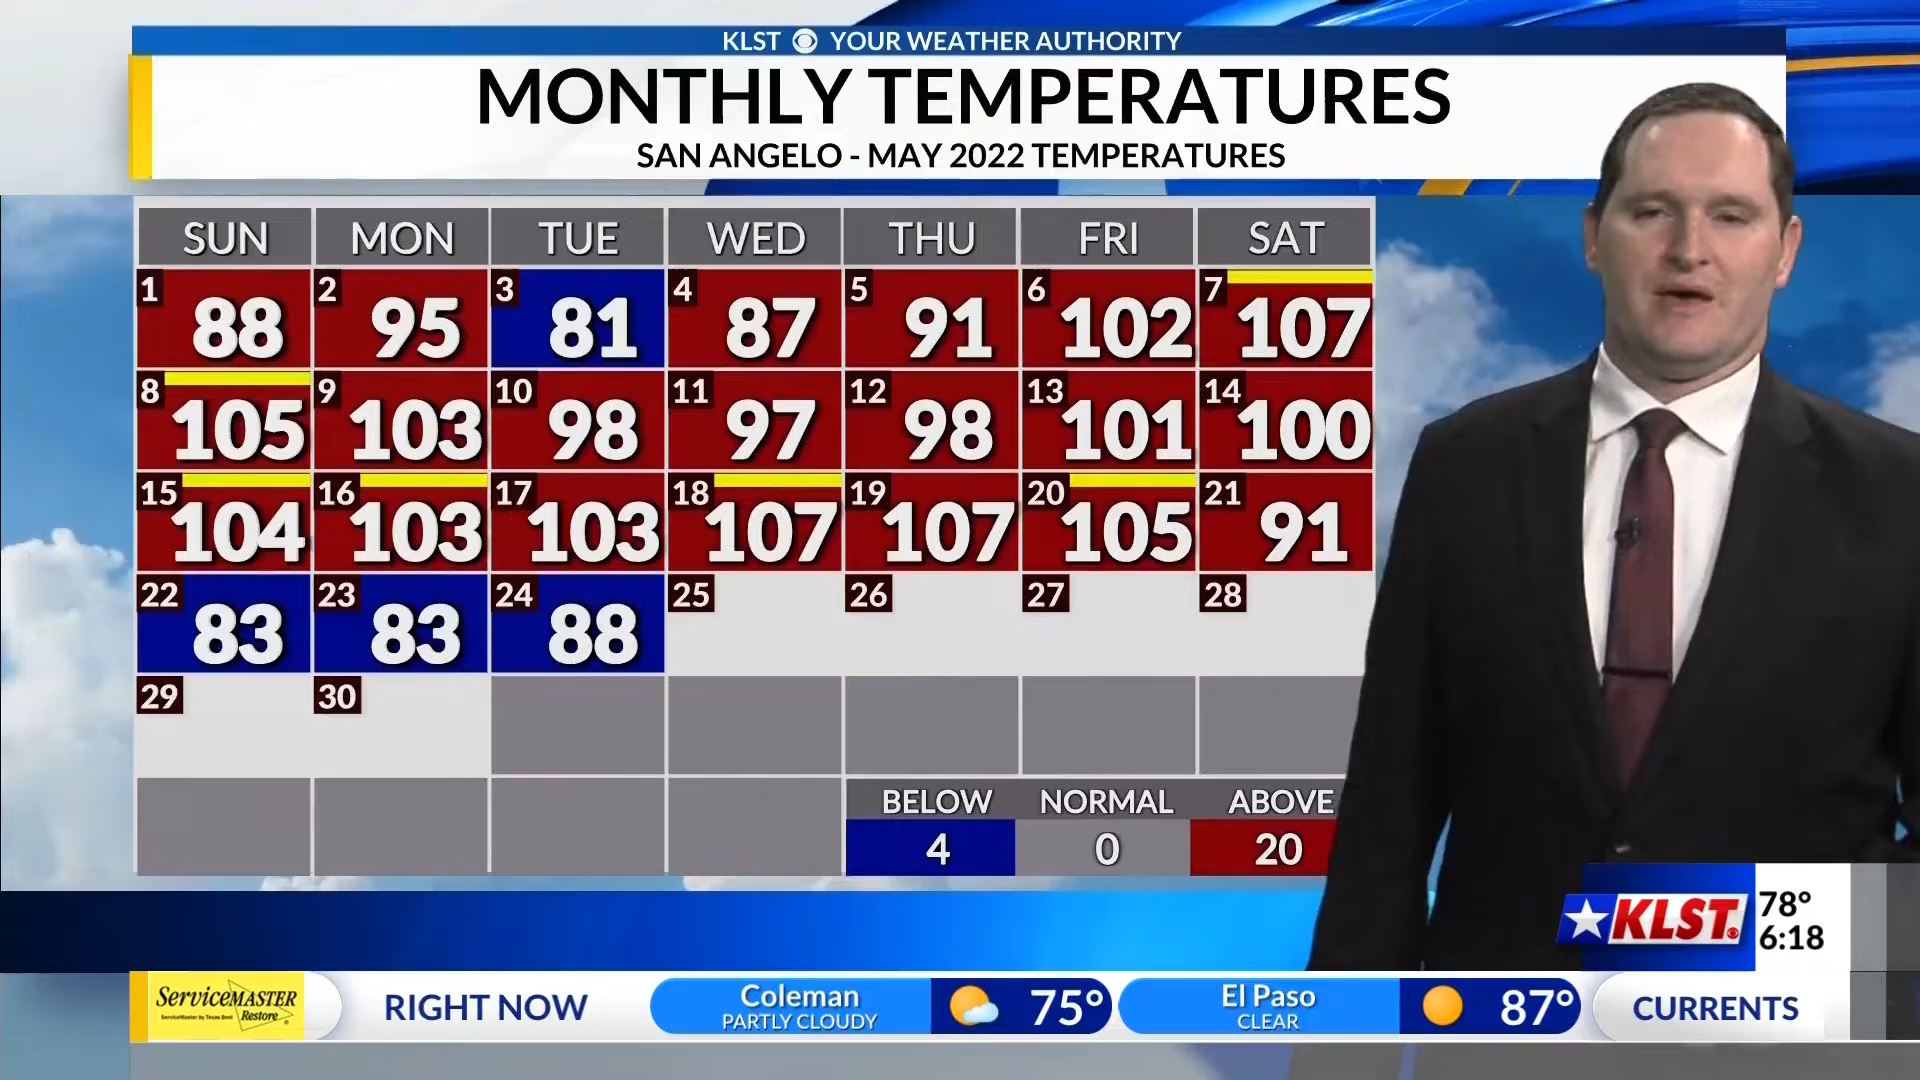 KLST YOUR WEATHER AUTHORITY
MONTHLY TEMPERATURES
SAN ANGELO - MAY 2022 TEMPERATURES
SUN MON TUE WED THU FRI SAT
1 88 2 95 3 81 4 87 5 91 6 102 7 107
8 105 9 103 10 98 11 97 12 98 13 101 14 100
15 104 16 103 17 103 18 107 19 107 20 105 21 91
22 83 23 83 24 88 25 26 27 28
29 30
BELOW NORMAL ABOVE
4 0 20
KLST
78°
6:18
ServiceMASTER
Restore
ServiceMaster by Texas Best
RIGHT NOW
Coleman
PARTLY CLOUDY
75°
El Paso
CLEAR
87°
CURRENTS